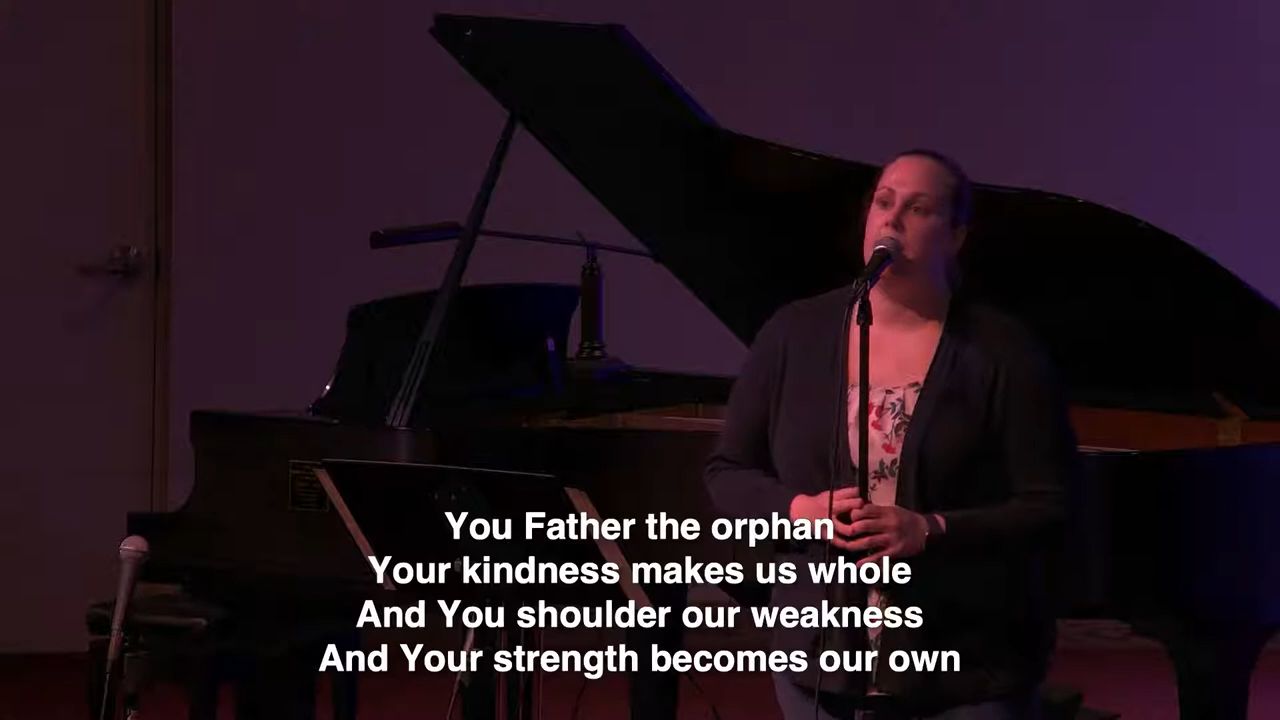 You Father the orphan
Your kindness makes us whole
And You shoulder our weakness
And Your strength becomes our own